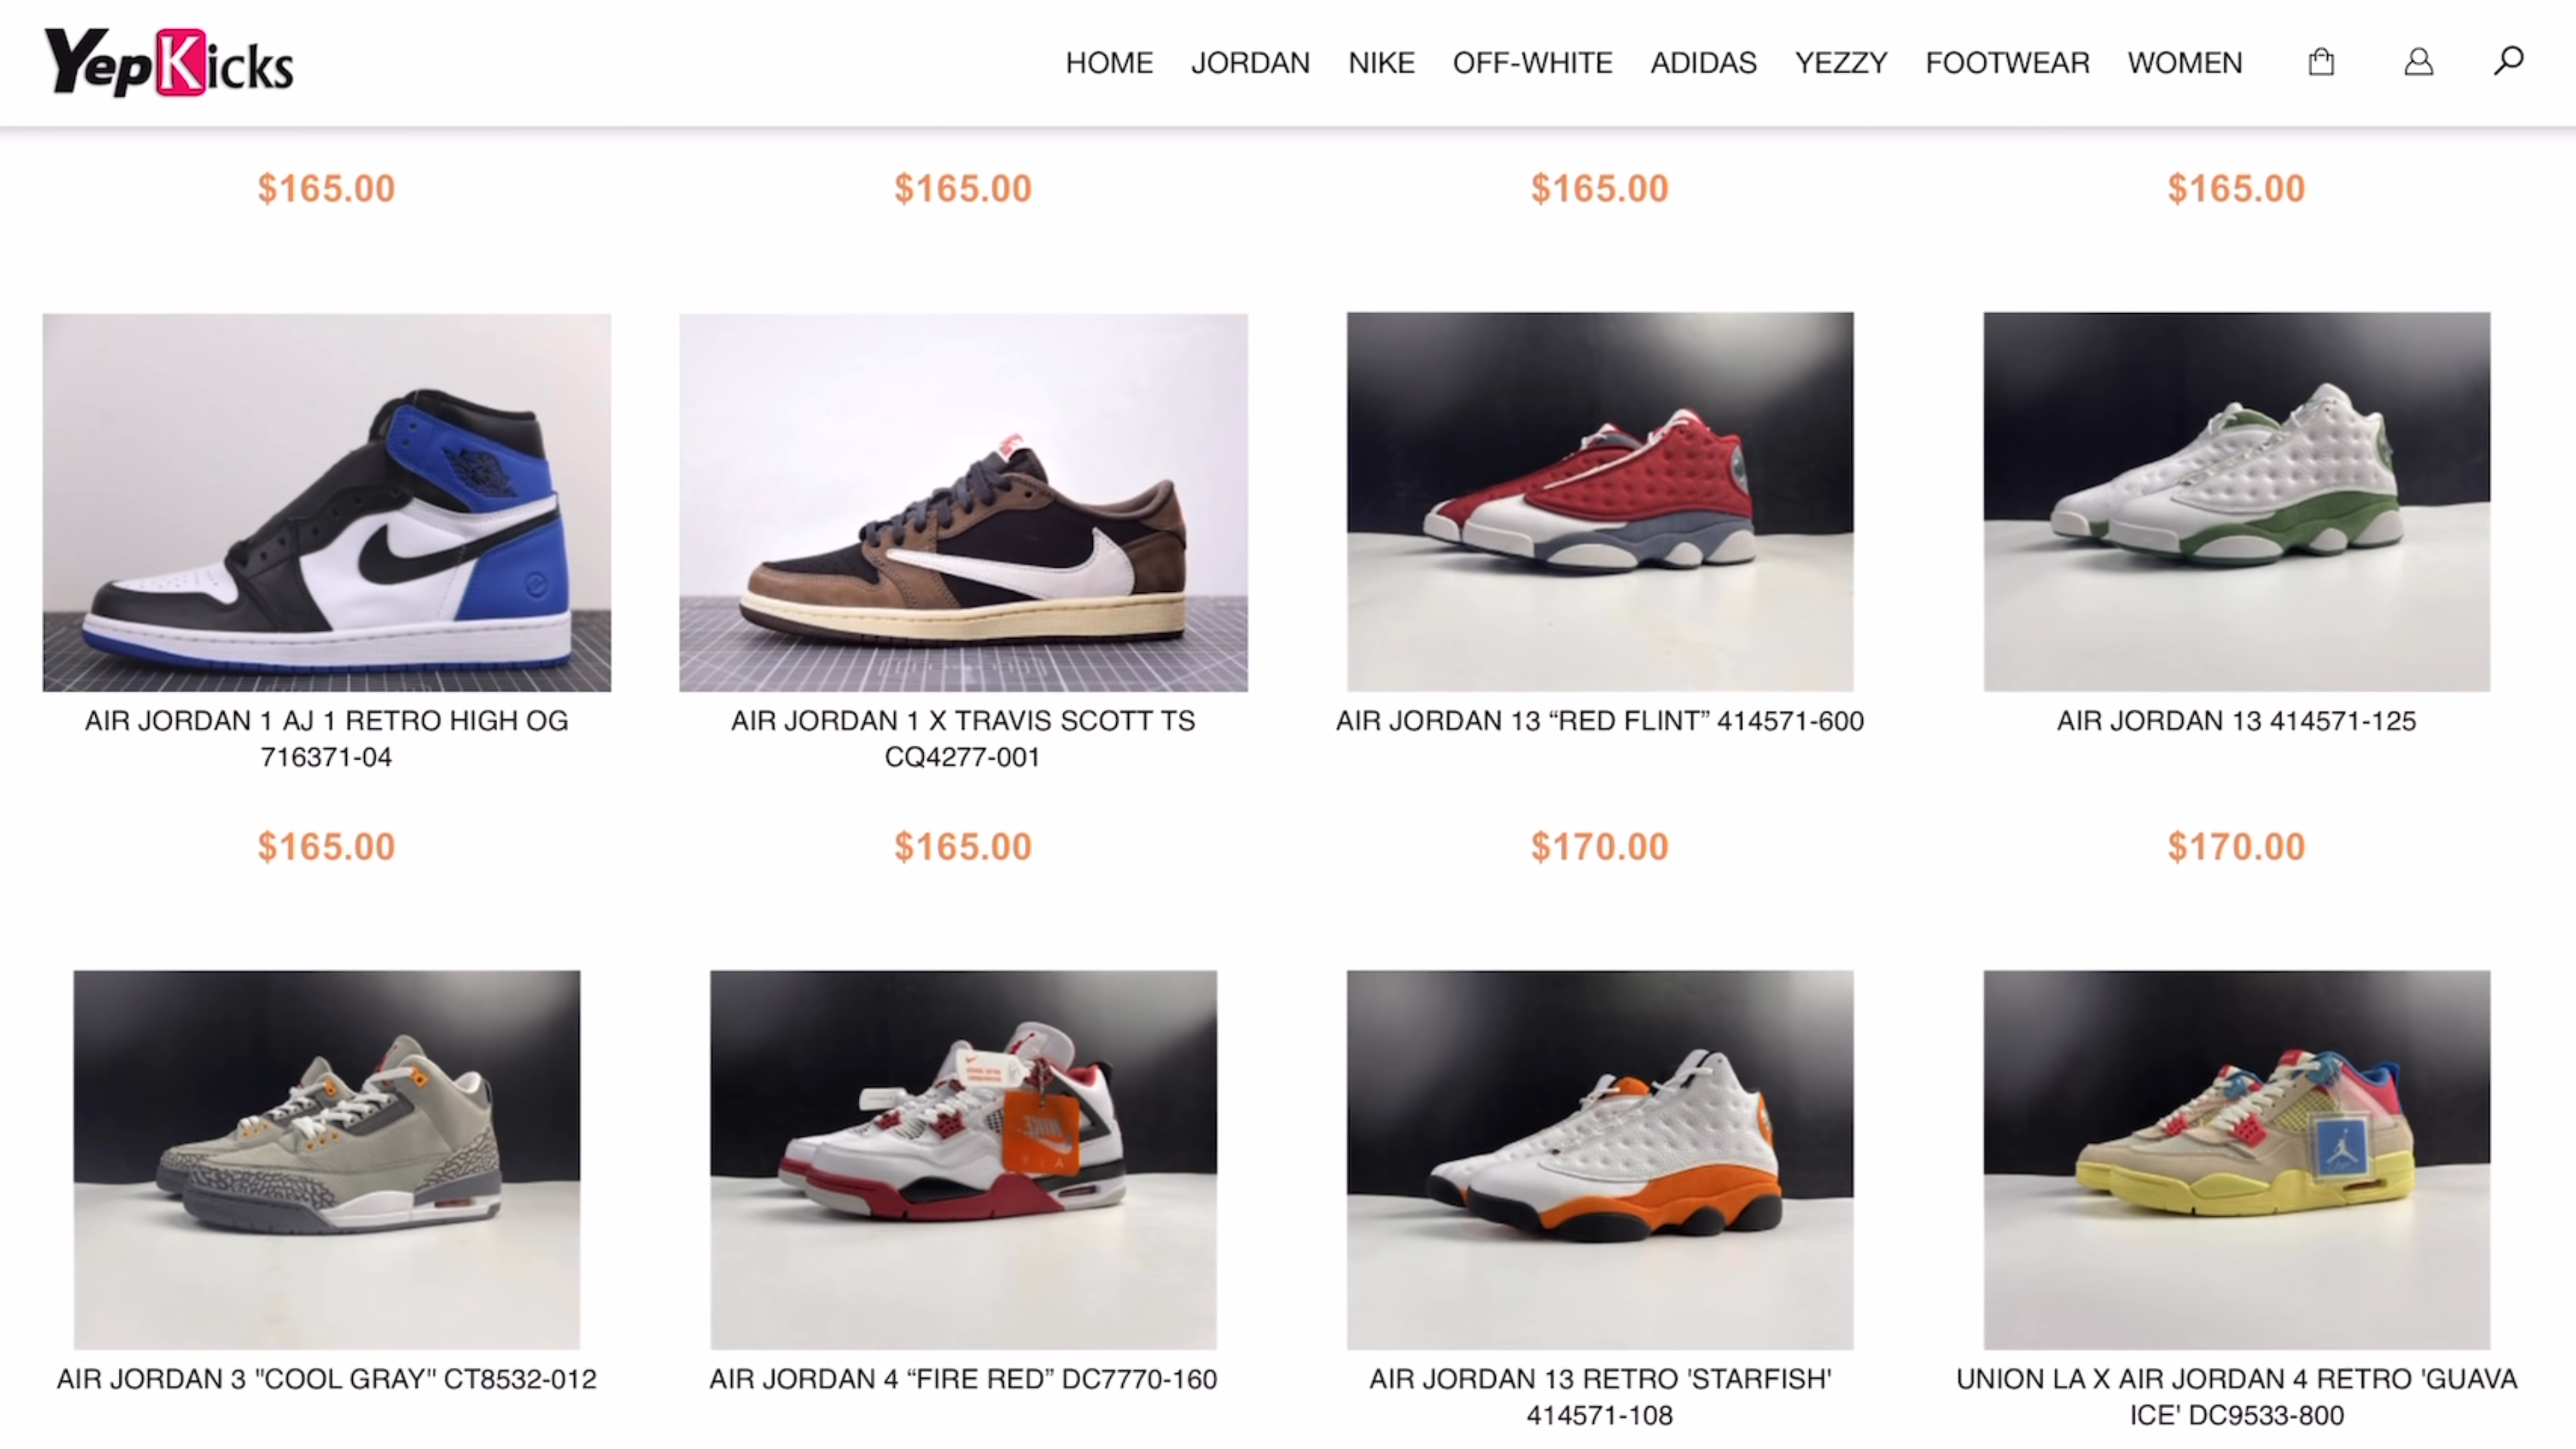 YepKicks
HOME JORDAN NIKE OFF-WHITE ADIDAS YEZZY FOOTWEAR WOMEN
$165.00 $165.00 $165.00 $165.00
AIR JORDAN 1 AJ 1 RETRO HIGH OG
716371-04
AIR JORDAN 1 X TRAVIS SCOTT TS
CQ4277-001
AIR JORDAN 13 “RED FLINT” 414571-600
AIR JORDAN 13 414571-125
$165.00 $165.00 $170.00 $170.00
AIR JORDAN 3 "COOL GRAY" CT8532-012
AIR JORDAN 4 “FIRE RED” DC7770-160
AIR JORDAN 13 RETRO 'STARFISH'
414571-108
UNION LA X AIR JORDAN 4 RETRO 'GUAVA
ICE' DC9533-800